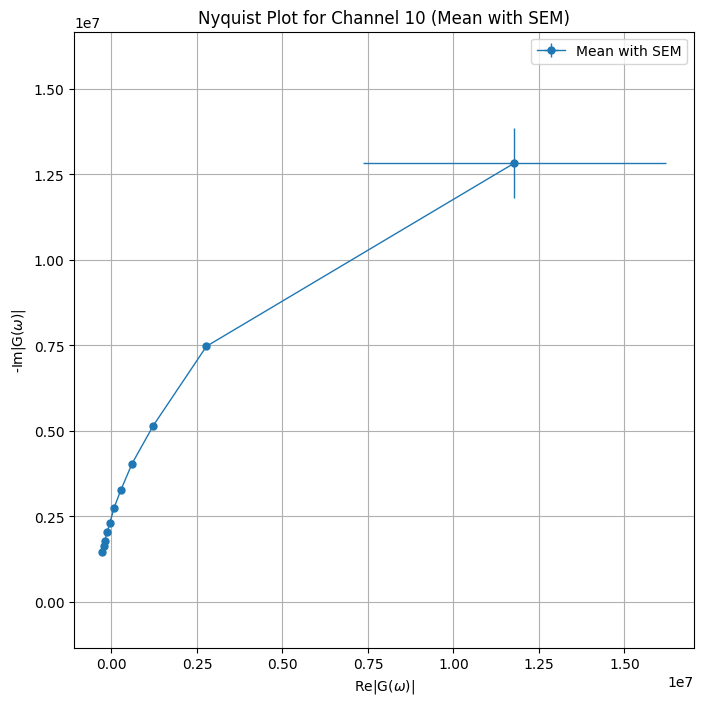 Nyquist Plot for Channel 10 (Mean with SEM)
1e7
Mean with SEM
1.50
1.25
1.00
0.75
0.50
0.25
0.00
-Im|G(ω)|
0.00 0.25 0.50 0.75 1.00 1.25 1.50
1e7
Re|G(ω)|